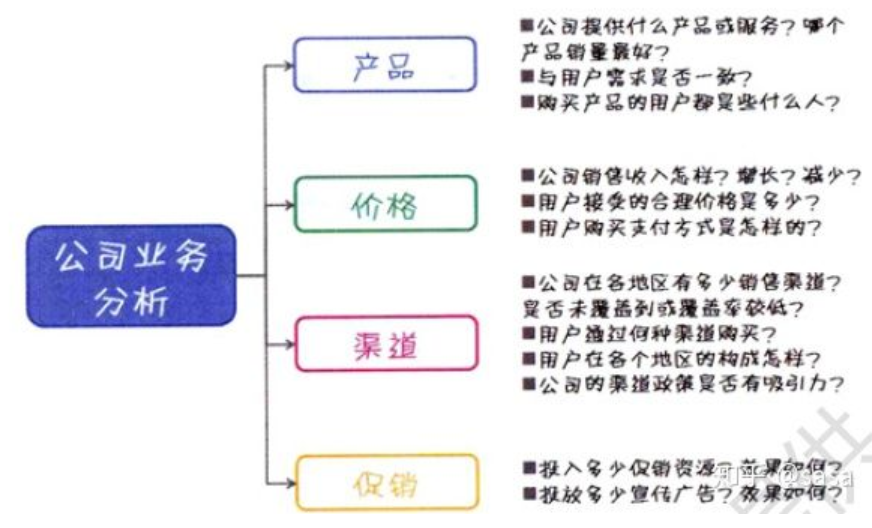 公司业务
分析
产品
■公司提供什么产品或服务？哪个
产品销量最好？
■与用户需求是否一致？
■购买产品的用户都是些什么人？
价格
■公司销售收入怎样？增长？减少？
■用户接受的合理价格是多少？
■用户购买支付方式是怎样的？
渠道
■公司在各地区有多少销售渠道？
是否未覆盖到或覆盖率较低？
■用户通过何种渠道购买？
■用户在各个地区的构成怎样？
■公司的渠道政策是否有吸引力？
促销
■投入多少促销资源？效果如何？
■投放多少宣传广告？效果如何？
知乎 @sasa